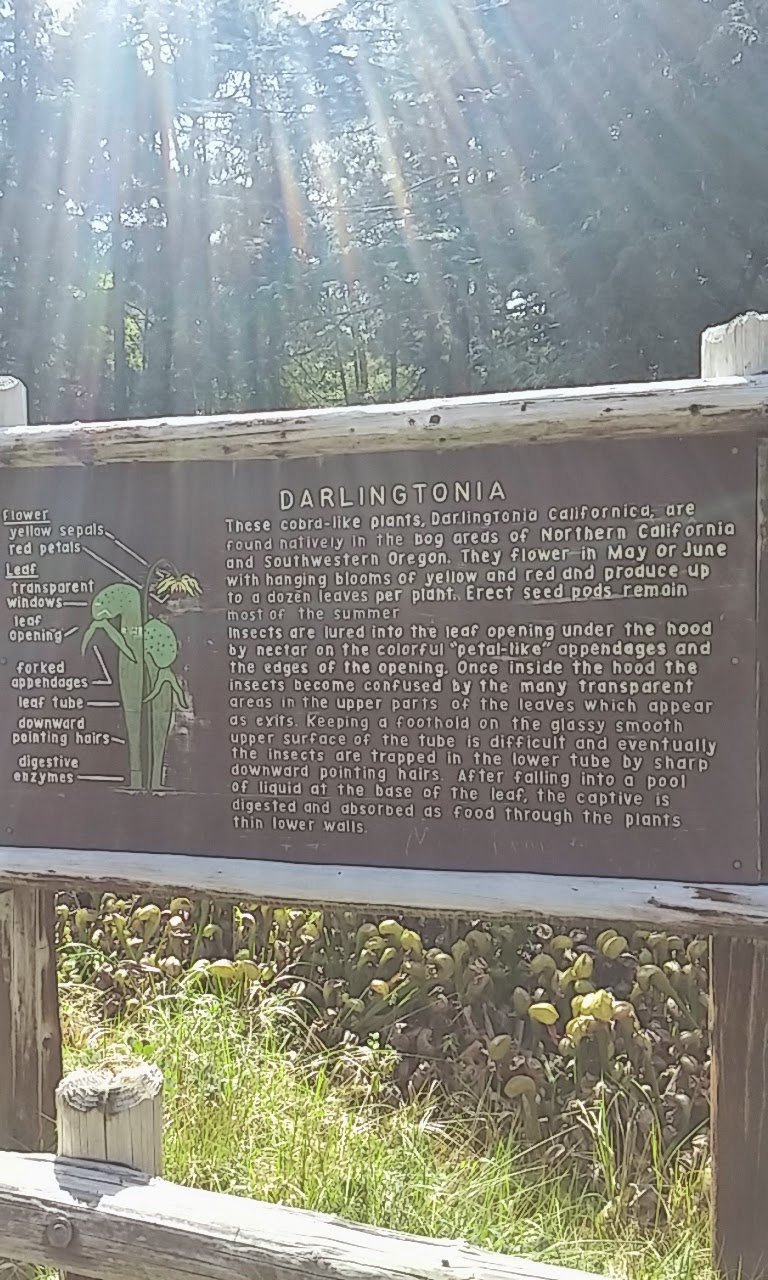 DARLINGTONIA
These cobra-like plants, Darlingtonia Californica, are
found natively in the bog areas of Northern California
and Southwestern Oregon. They flower in May or June
with hanging blooms of yellow and red and produce up
to a dozen leaves per plant. Erect seed pods remain
most of the summer
Insects are lured into the leaf opening under the hood
by nectar on the colorful "petal-like" appendages and
the edges of the opening. Once inside the hood the
insects become confused by the many transparent
areas in the upper parts of the leaves which appear
as exits. Keeping a foothold on the glassy smooth
upper surface of the tube is difficult and eventually
the insects are trapped in the lower tube by sharp
downward pointing hairs. After falling into a pool
of liquid at the base of the leaf, the captive is
digested and absorbed as food through the plants
thin lower walls.
Flower
yellow sepals
red petals
Leaf
transparent
windows
leaf
opening
forked
appendages
leaf tube
downward
pointing hairs
digestive
enzymes